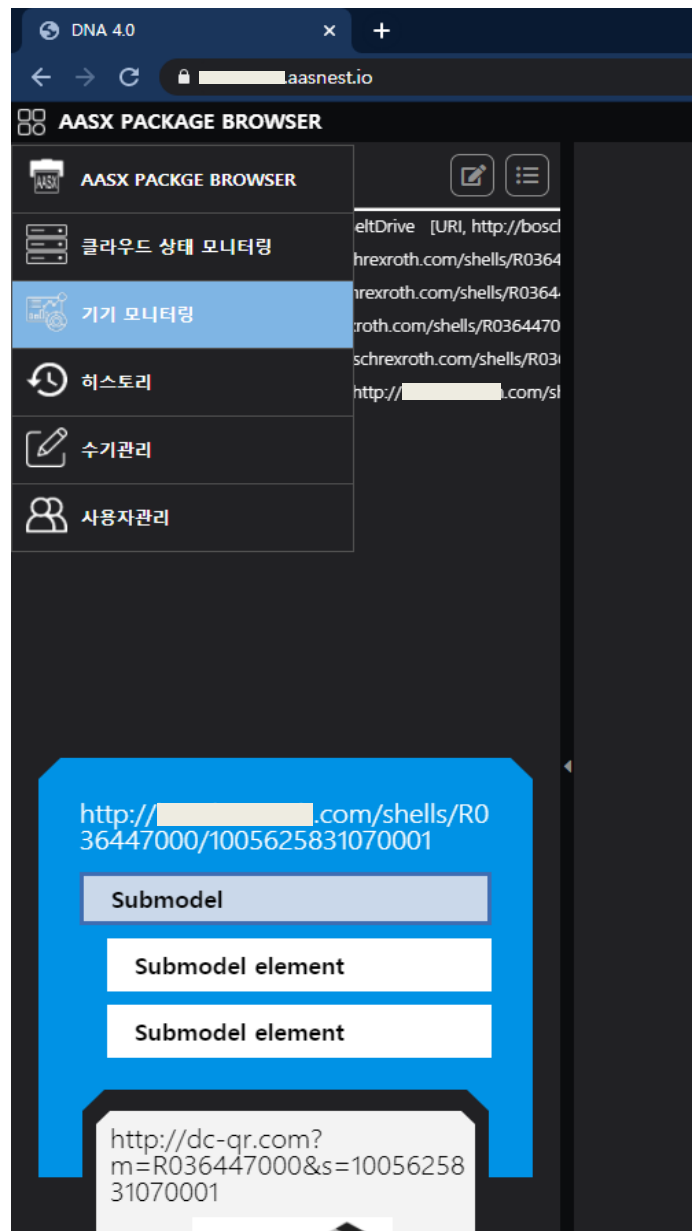 DNA 4.0
aasnest.io
AASX PACKAGE BROWSER
AASX
AASX PACKGE BROWSER
클라우드 상태 모니터링
기기 모니터링
히스토리
수기관리
사용자관리
eltDrive [URI, http://bosch
hrexroth.com/shells/R0364
hrexroth.com/shells/R0364
roth.com/shells/R0364470
schrexroth.com/shells/R03
http:// .com/sh
http:// .com/shells/R0
36447000/1005625831070001
Submodel
Submodel element
Submodel element
http://dc-qr.com?
m=R036447000&s=10056258
31070001